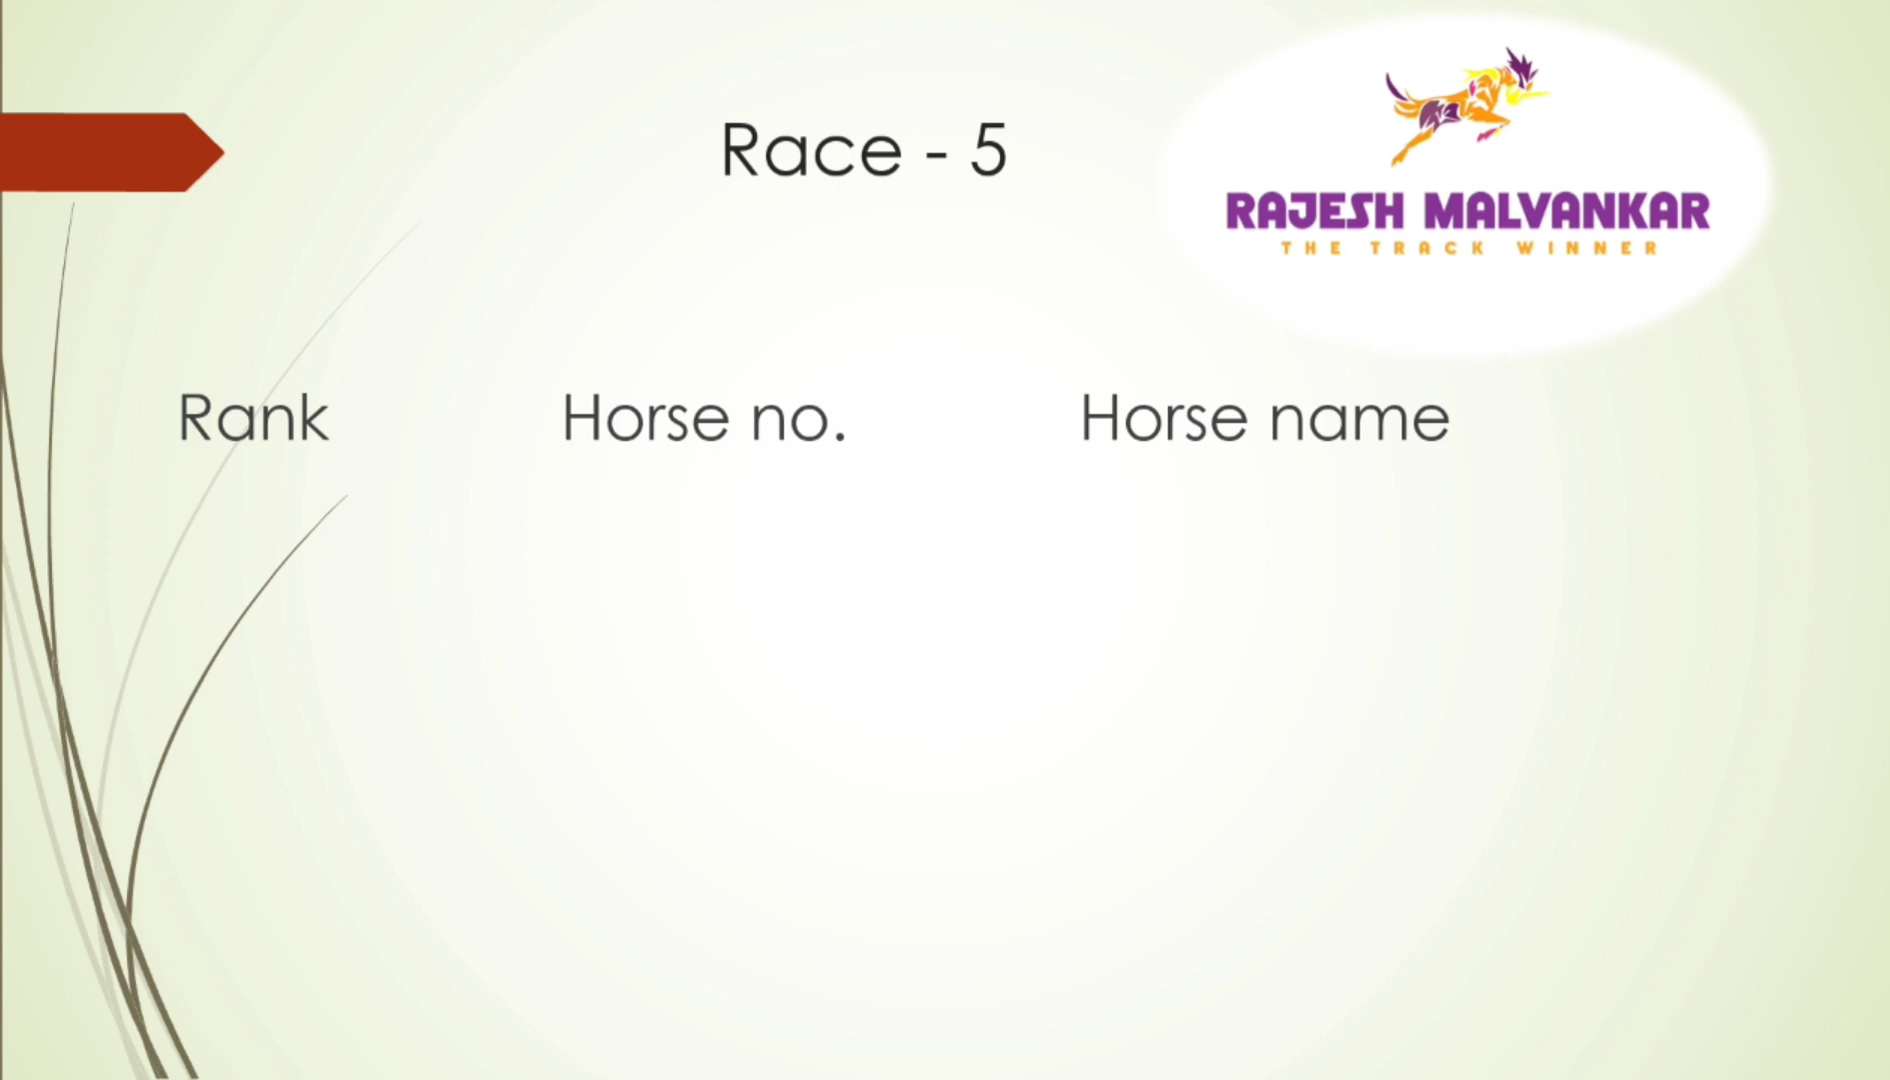 Race - 5
RAJESH MALVANKAR
THE TRACK WINNER
Rank Horse no. Horse name